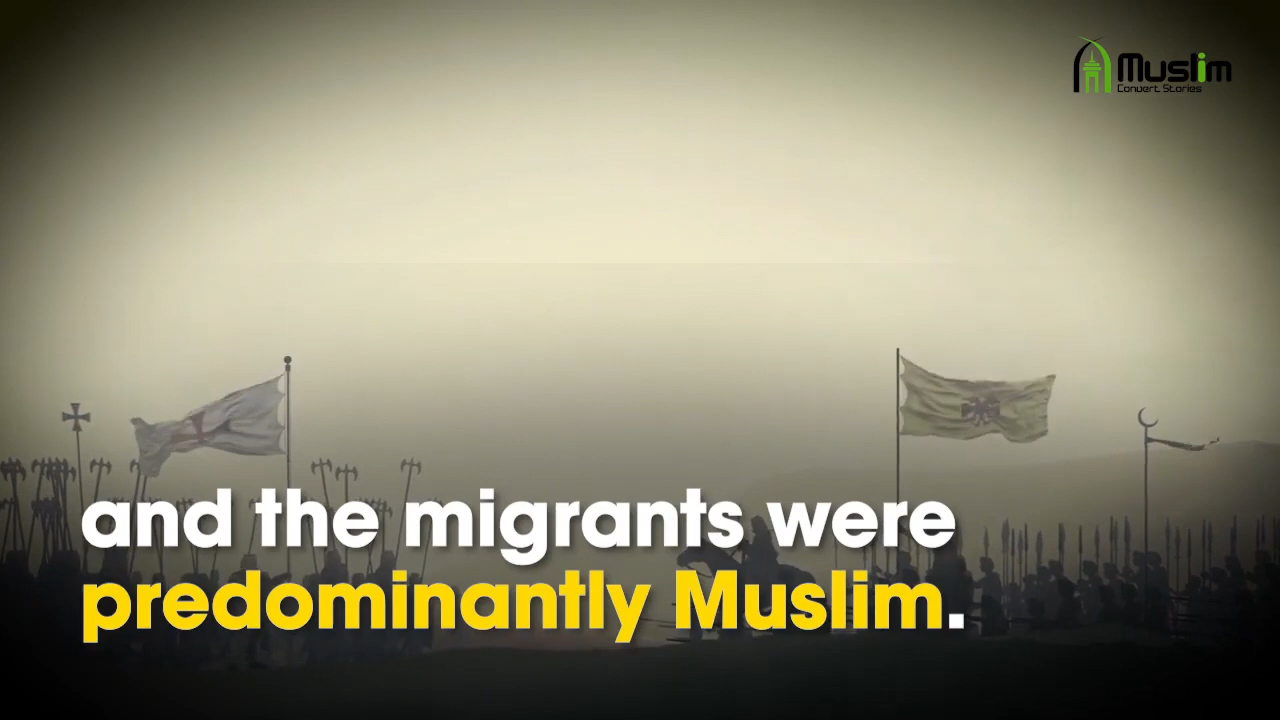 Muslim
Convert Stories
and the migrants were
predominantly Muslim.